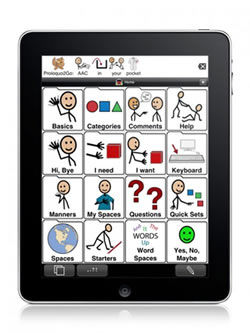 Proloquo2Go AAC in your pocket
Home
Basics Categories Comments Help
Hi, Bye I need I want Keyboard
Manners My Spaces Questions Quick Sets
WORDS
Up
Spaces Starters Word Spaces Yes, No, Maybe